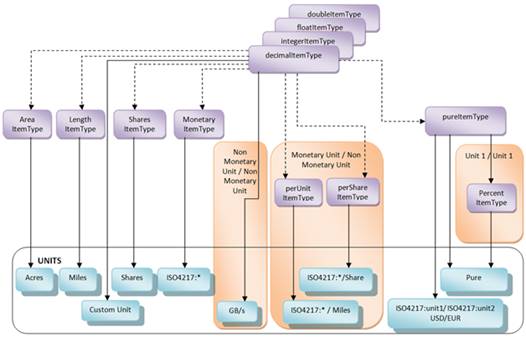 doubleItemType
floatItemType
integerItemType
decimalItemType
Area
ItemType
Length
ItemType
Shares
ItemType
Monetary
ItemType
pureItemType
Non
Monetary
Unit / Non
Monetary
Unit
Monetary Unit / Non
Monetary Unit
Unit 1 / Unit 1
perUnit
ItemType
perShare
ItemType
Percent
ItemType
UNITS
Acres
Miles
Shares
ISO4217:*
ISO4217:*/Share
Pure
Custom Unit
GB/s
ISO4217:* / Miles
ISO4217:unit1/ ISO4217:unit2
USD/EUR